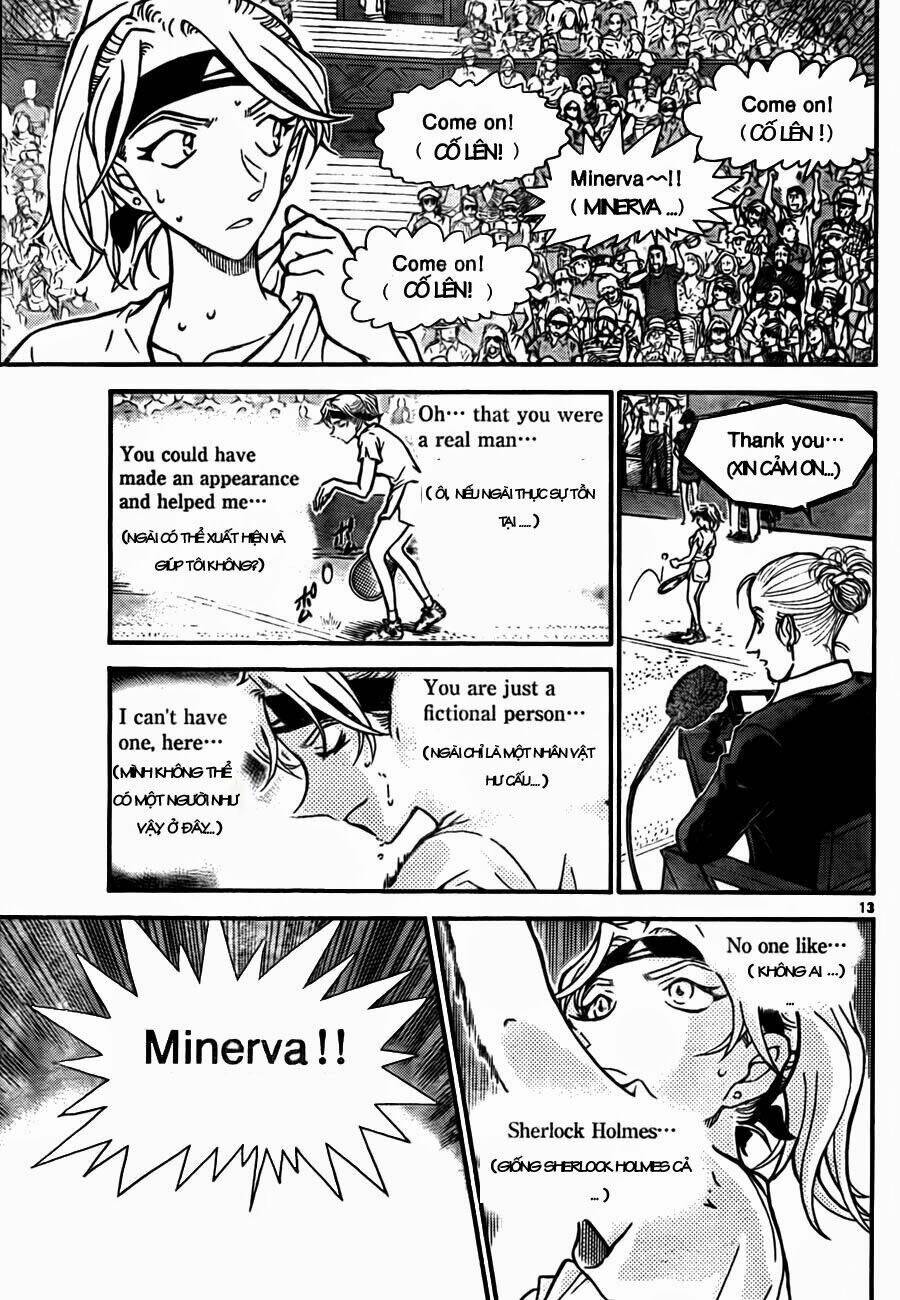 Come on!
( CỐ LÊN !)
Come on!
( CỐ LÊN! )
Minerva~~!!
( MINERVA ...)
Come on!
( CỐ LÊN! )
Thank you…
(XIN CẢM ƠN...)
Oh… that you were
a real man…
( ÔI, NẾU NGÀI THỰC SỰ TỒN
TẠI ..... )
You could have
made an appearance
and helped me…
(NGÀI CÓ THỂ XUẤT HIỆN VÀ
GIÚP TÔI KHÔNG?)
You are just a
fictional person…
(NGÀI CHỈ LÀ MỘT NHÂN VẬT
HƯ CẤU....)
I can't have
one, here…
(MÌNH KHÔNG THỂ
CÓ MỘT NGƯỜI NHƯ
VẬY Ở ĐÂY...)
13
No one like…
( KHÔNG AI ...)
...
Sherlock Holmes…
(GIỐNG SHERLOCK HOLMES CẢ
... )
Minerva!!